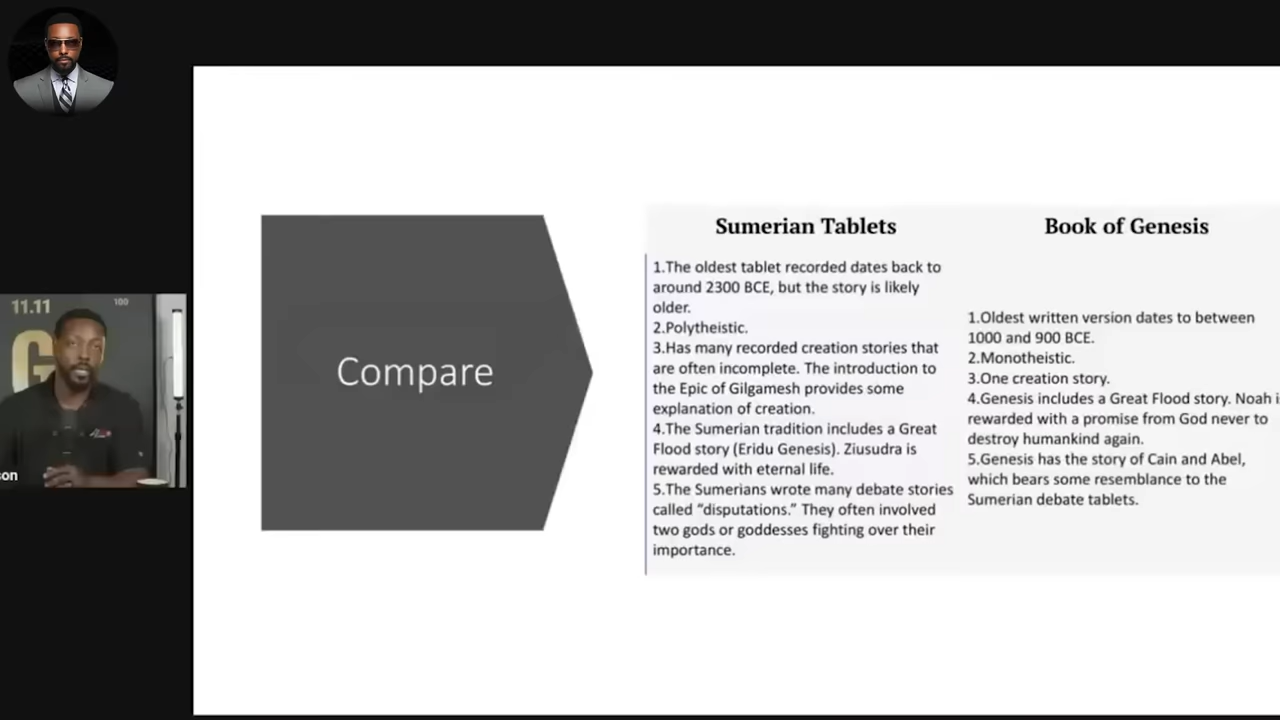 Compare
Sumerian Tablets
1.The oldest tablet recorded dates back to
around 2300 BCE, but the story is likely
older.
2.Polytheistic.
3.Has many recorded creation stories that
are often incomplete. The introduction to
the Epic of Gilgamesh provides some
explanation of creation.
4.The Sumerian tradition includes a Great
Flood story (Eridu Genesis). Ziusudra is
rewarded with eternal life.
5.The Sumerians wrote many debate stories
called “disputations.” They often involved
two gods or goddesses fighting over their
importance.
Book of Genesis
1.Oldest written version dates to between
1000 and 900 BCE.
2.Monotheistic.
3.One creation story.
4.Genesis includes a Great Flood story. Noah
rewarded with a promise from God never to
destroy humankind again.
5.Genesis has the story of Cain and Abel,
which bears some resemblance to the
Sumerian debate tablets.
11.11
100
G
son